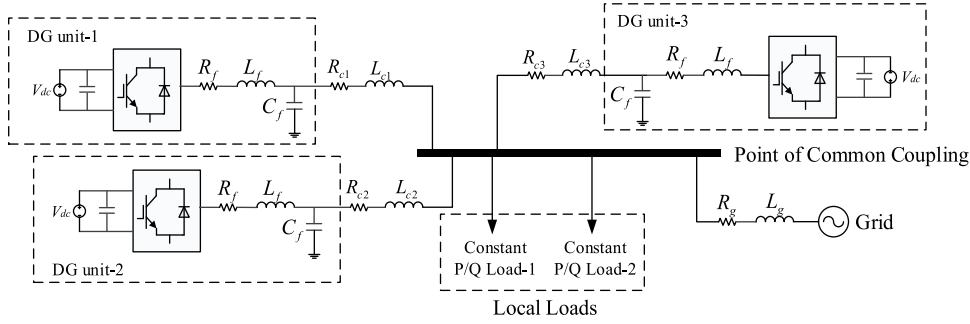 DG unit-1
V_dc
R_f
L_f
C_f
R_c1
L_c1
DG unit-3
R_c3
L_c3
R_f
L_f
C_f
V_dc
Point of Common Coupling
V_dc
R_f
L_f
C_f
R_c2
L_c2
DG unit-2
Constant
P/Q Load-1
Constant
P/Q Load-2
Local Loads
R_g
L_g
Grid